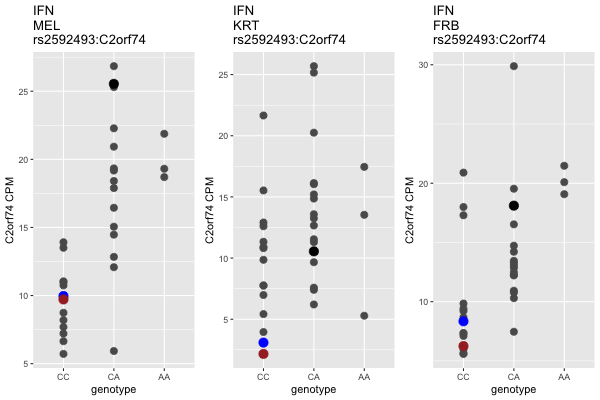 IFN
MEL
rs2592493:C2orf74
C2orf74 CPM
25
20
15
10
5
CC
CA
AA
genotype
IFN
KRT
rs2592493:C2orf74
C2orf74 CPM
25
20
15
10
5
CC
CA
AA
genotype
IFN
FRB
rs2592493:C2orf74
C2orf74 CPM
30
20
10
CC
CA
AA
genotype